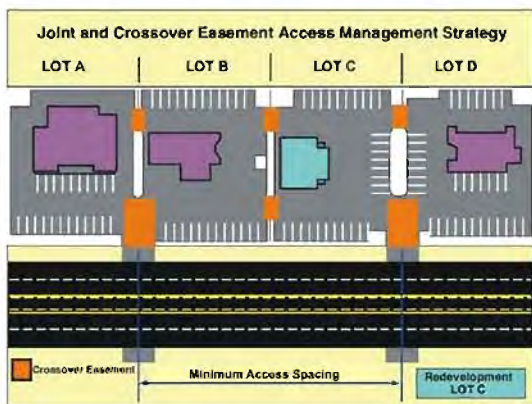 Joint and Crossover Easement Access Management Strategy
LOT A LOT B LOT C LOT D
Crossover Easement
Minimum Access Spacing
Redevelopment
LOT C